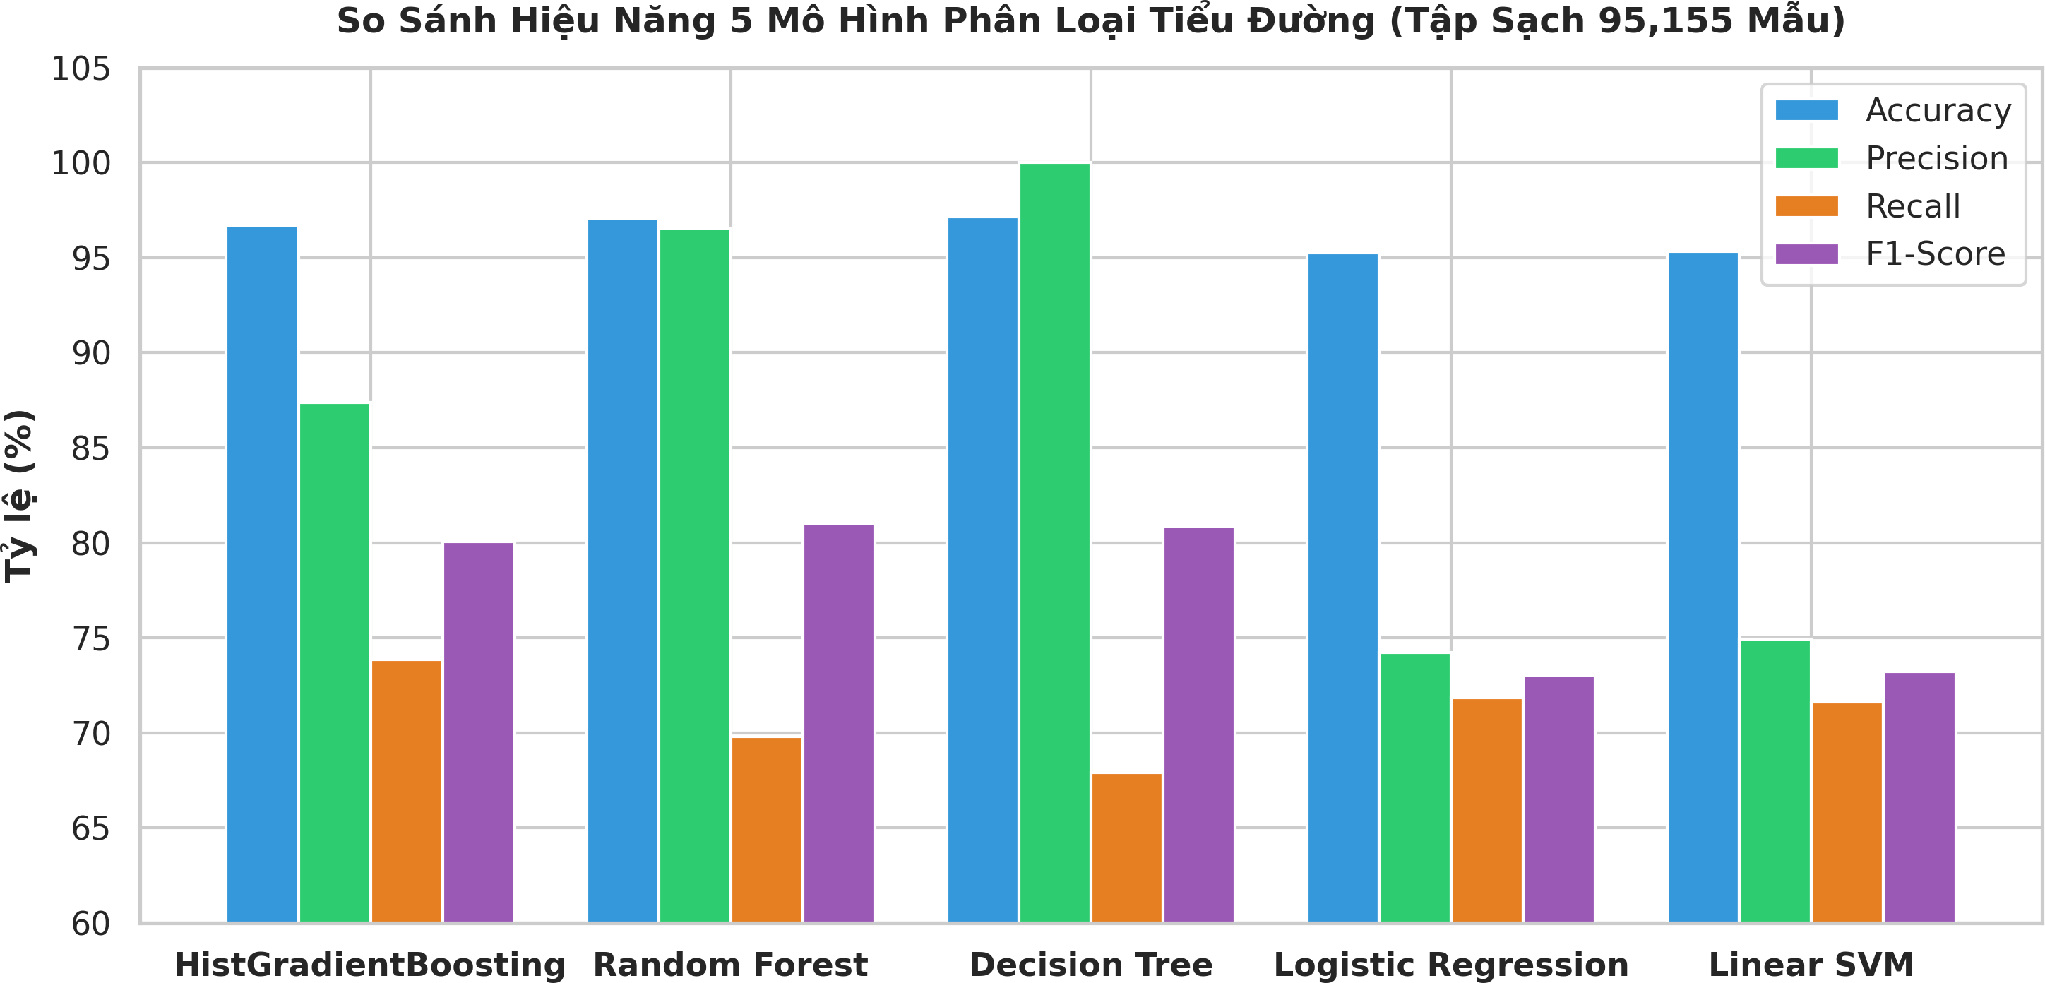 So Sánh Hiệu Năng 5 Mô Hình Phân Loại Tiểu Đường (Tập Sạch 95,155 Mẫu)
Tỷ lệ (%)
105
100
95
90
85
80
75
70
65
60
Accuracy
Precision
Recall
F1-Score
HistGradientBoosting
Random Forest
Decision Tree
Logistic Regression
Linear SVM